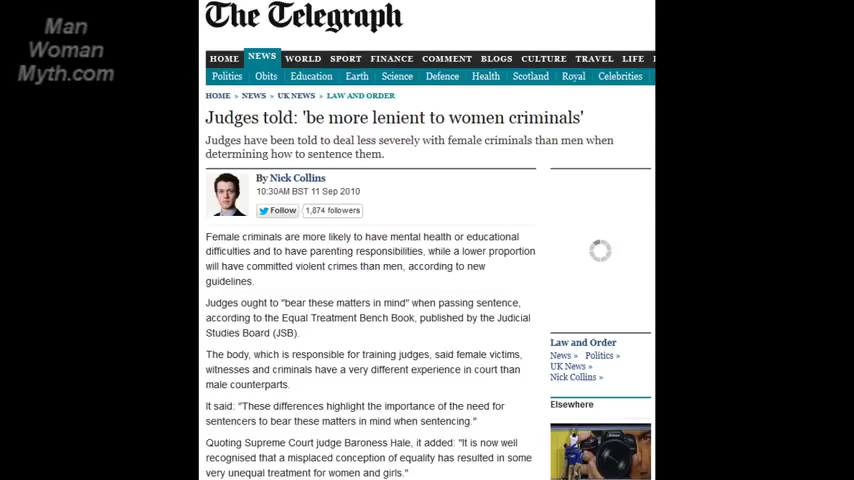 Man
Woman
Myth.com
The Telegraph
HOME NEWS WORLD SPORT FINANCE COMMENT BLOGS CULTURE TRAVEL LIFE
Politics Obits Education Earth Science Defence Health Scotland Royal Celebrities
HOME » NEWS » UK NEWS » LAW AND ORDER
Judges told: 'be more lenient to women criminals'
Judges have been told to deal less severely with female criminals than men when
determining how to sentence them.
By Nick Collins
10:30AM BST 11 Sep 2010
Follow 1,874 followers
Female criminals are more likely to have mental health or educational
difficulties and to have parenting responsibilities, while a lower proportion
will have committed violent crimes than men, according to new
guidelines.
Judges ought to "bear these matters in mind" when passing sentence,
according to the Equal Treatment Bench Book, published by the Judicial
Studies Board (JSB).
The body, which is responsible for training judges, said female victims,
witnesses and criminals have a very different experience in court than
male counterparts.
It said: "These differences highlight the importance of the need for
sentencers to bear these matters in mind when sentencing."
Quoting Supreme Court judge Baroness Hale, it added: "It is now well
recognised that a misplaced conception of equality has resulted in some
very unequal treatment for women and girls."
Law and Order
News » Politics »
UK News »
Nick Collins »
Elsewhere